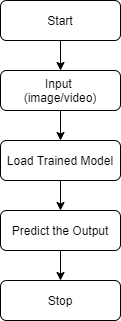 Start
Input
(image/video)
Load Trained Model
Predict the Output
Stop